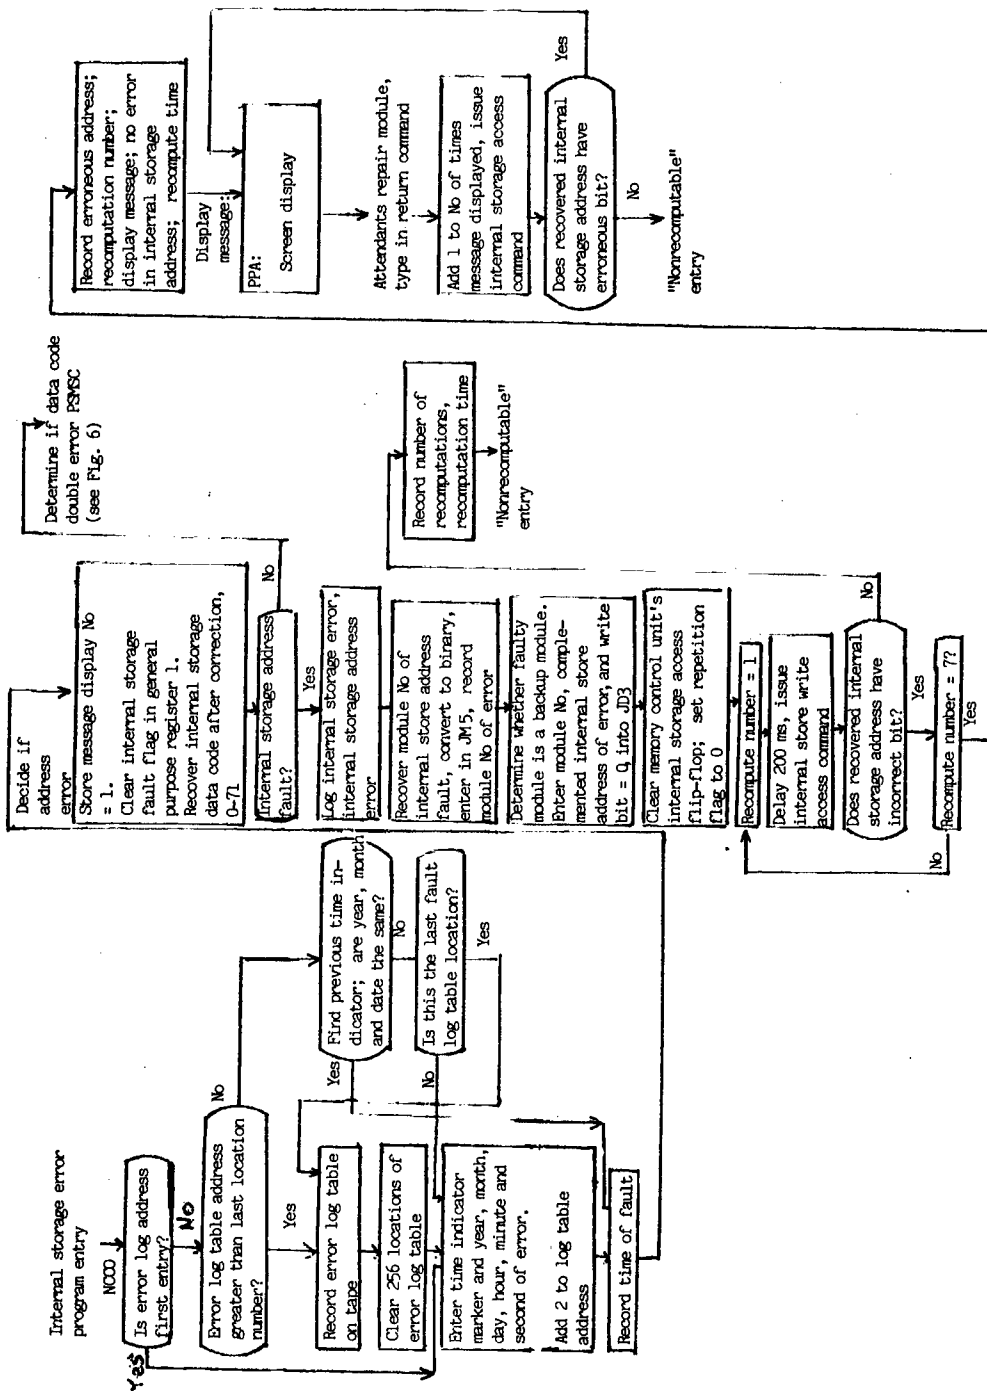 Internal storage error
program entry
NCOO
Is error log address
first entry?
Yes
NO
Error log table address
greater than last location
number?
No
Yes
Record error log table
on tape
Clear 256 locations of
error log table
Enter time indicator
marker and year, month,
day, hour, minute and
second of error.
Add 2 to log table
address
Record time of fault
Find previous time in-
dicator; are year, month
and date the same?
Yes
No
Is this the last fault
log table location?
No
Yes
Decide if
address
error
Store message display No
= 1.
Clear internal storage
fault flag in general
purpose register 1.
Recover internal storage
data code after correction,
0-71
Internal storage address
fault?
No
Yes
Determine if data code
double error PSMSC
(see Fig. 6)
Log internal storage error,
internal storage address
error
Recover module No of
internal store address
fault, convert to binary,
enter in JM5, record
module No of error
Determine whether faulty
module is a backup module.
Enter module No, comple-
mented internal store
address of error, and write
bit = 0, into JD3
Clear memory control unit's
internal storage access
flip-flop; set repetition
flag to 0
Recompute number = 1
Delay 200 ms, issue
internal store write
access command
Does recovered internal
storage address have
incorrect bit?
No
Yes
Recompute number = 7?
No
Yes
Record number of
recomputations,
recomputation time
"Nonrecomputable"
entry
Record erroneous address;
recomputation number;
display message; no error
in internal storage
address; recompute time
Display
message:
PPA:
Screen display
Attendants repair module,
type in return command
Add 1 to No of times
message displayed, issue
internal storage access
command
Does recovered internal
storage address have
erroneous bit?
Yes
No
"Nonrecomputable"
entry